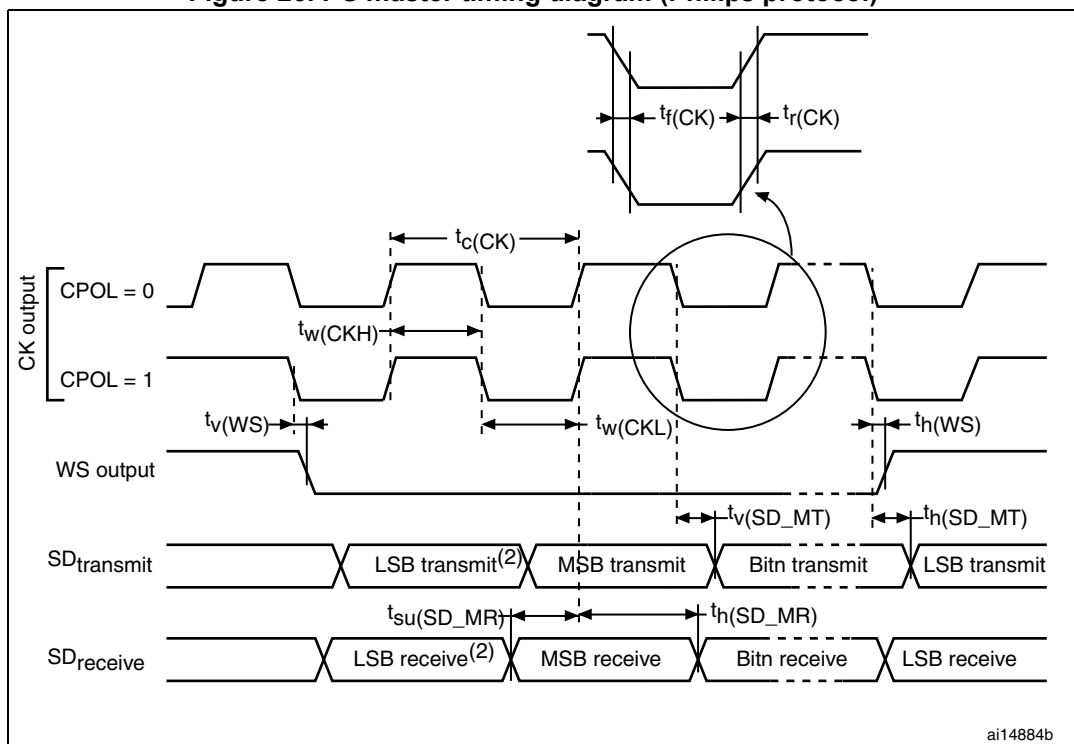 tf(CK)
tr(CK)
tc(CK)
CK output
CPOL = 0
tw(CKH)
CPOL = 1
tv(WS)
tw(CKL)
th(WS)
WS output
tv(SD_MT)
th(SD_MT)
SDtransmit
LSB transmit(2)
MSB transmit
Bitn transmit
LSB transmit
tsu(SD_MR)
th(SD_MR)
SDreceive
LSB receive(2)
MSB receive
Bitn receive
LSB receive
ai14884b